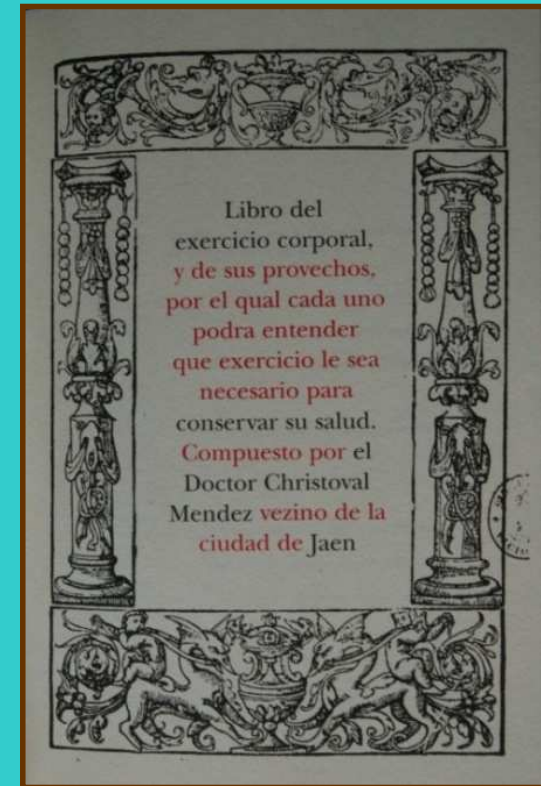 Libro del
exercicio corporal,
y de sus provechos,
por el qual cada uno
podra entender
que exercicio le sea
necesario para
conservar su salud.
Compuesto por el
Doctor Christoval
Mendez vezino de la
ciudad de Jaen